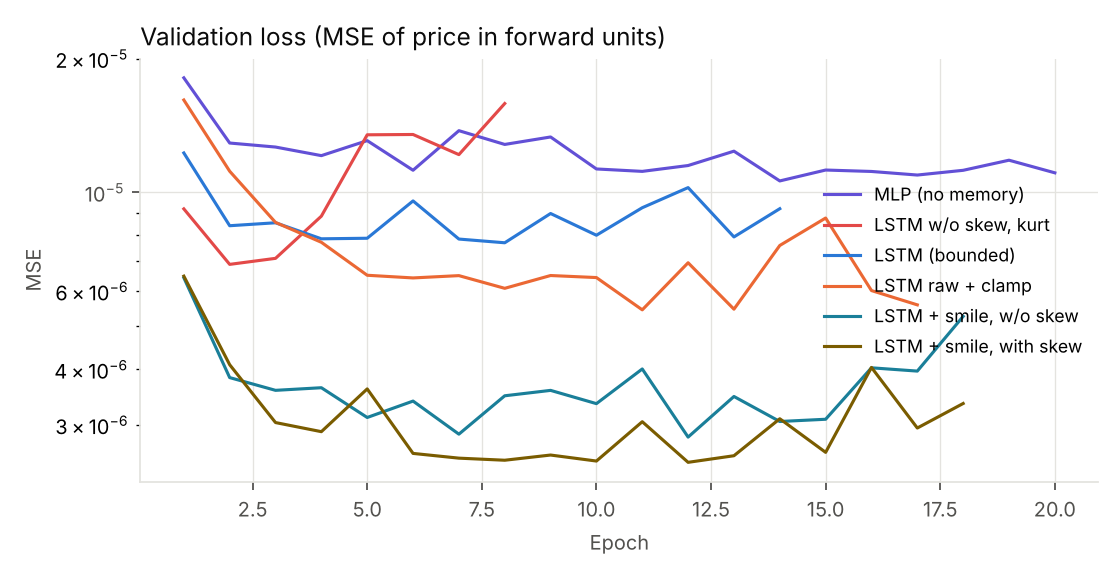 Validation loss (MSE of price in forward units)
2 × 10⁻⁵
10⁻⁵
6 × 10⁻⁶
4 × 10⁻⁶
3 × 10⁻⁶
MSE
MLP (no memory)
LSTM w/o skew, kurt
LSTM (bounded)
LSTM raw + clamp
LSTM + smile, w/o skew
LSTM + smile, with skew
2.5 5.0 7.5 10.0 12.5 15.0 17.5 20.0
Epoch